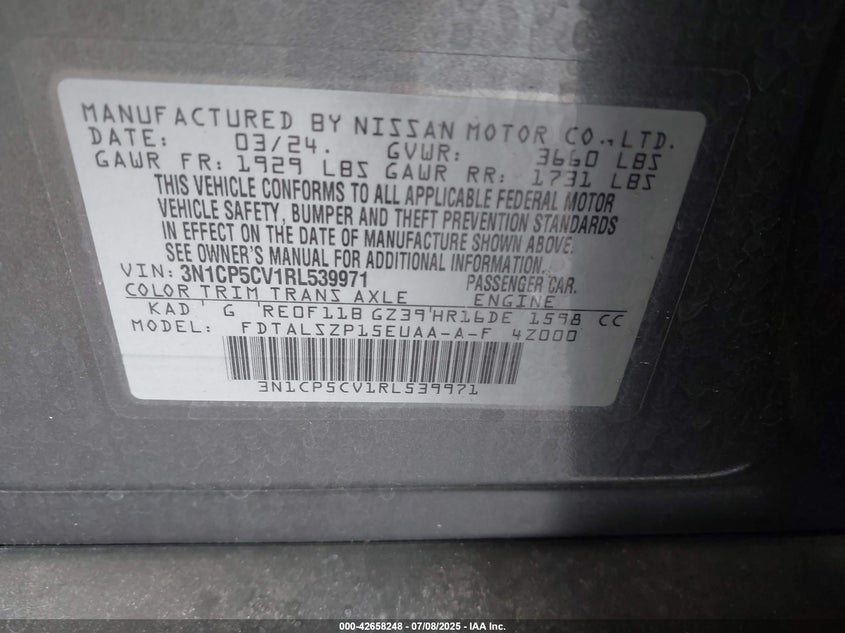 MANUFACTURED BY NISSAN MOTOR CO., LTD.
DATE: 03/24. GVWR: 3660 LBS
GAWR FR: 1929 LBS GAWR RR: 1731 LBS
THIS VEHICLE CONFORMS TO ALL APPLICABLE FEDERAL MOTOR
VEHICLE SAFETY, BUMPER AND THEFT PREVENTION STANDARDS
IN EFFECT ON THE DATE OF MANUFACTURE SHOWN ABOVE.
SEE OWNER'S MANUAL FOR ADDITIONAL INFORMATION.
VIN: 3N1CP5CV1RL539971 PASSENGER CAR.
COLOR TRIM TRANS AXLE ENGINE
KAD ' G 'RE0F11B GZ39'HR16DE 1598 CC
MODEL: FDTALSZP15EUAA-A-F 4Z000
3N1CP5CV1RL539971
000-42658248 - 07/08/2025 - IAA Inc.